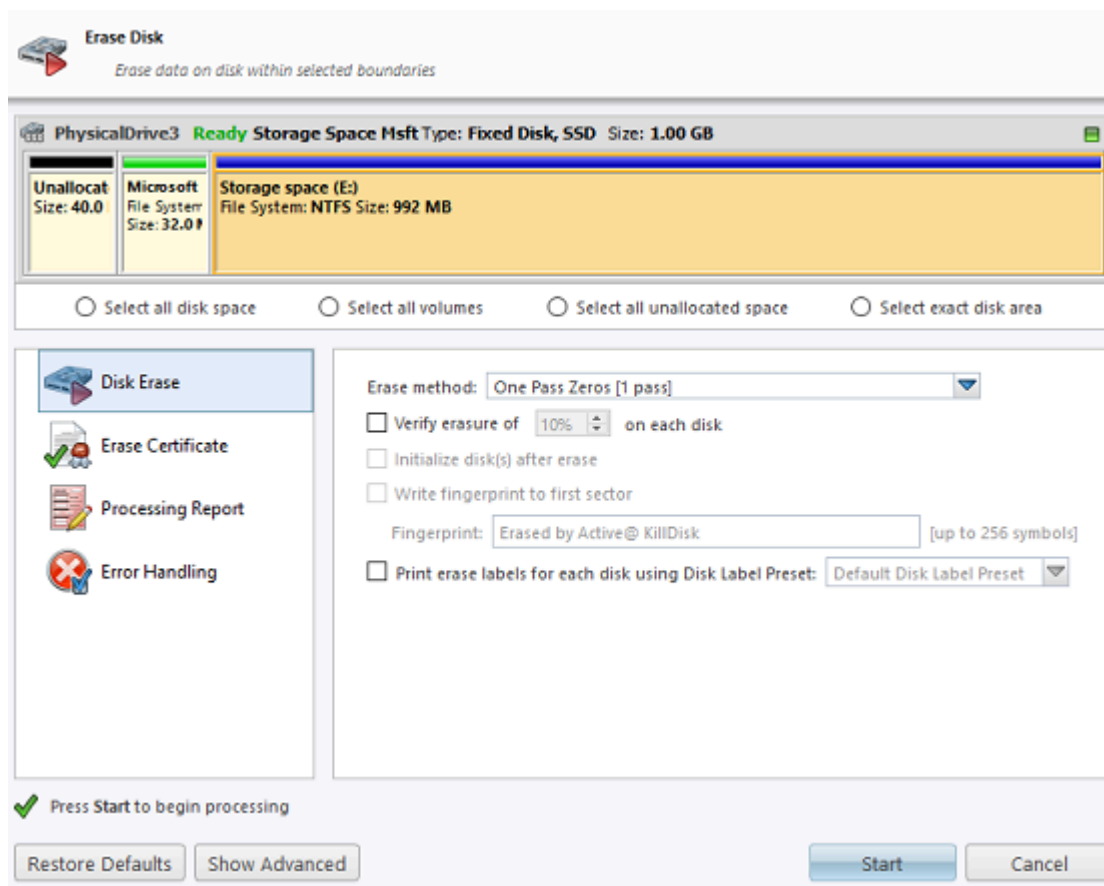 Erase Disk
Erase data on disk within selected boundaries
PhysicalDrive3 Ready Storage Space Msft Type: Fixed Disk, SSD Size: 1.00 GB
Unallocat Microsoft Storage space (E:)
Size: 40.0 File System File System: NTFS Size: 992 MB
Size: 32.0
Select all disk space Select all volumes Select all unallocated space Select exact disk area
Disk Erase
Erase Certificate
Processing Report
Error Handling
Erase method: One Pass Zeros [1 pass]
Verify erasure of 10% on each disk
Initialize disk(s) after erase
Write fingerprint to first sector
Fingerprint: Erased by Active@ KillDisk [up to 256 symbols]
Print erase labels for each disk using Disk Label Preset: Default Disk Label Preset
Press Start to begin processing
Restore Defaults Show Advanced Start Cancel